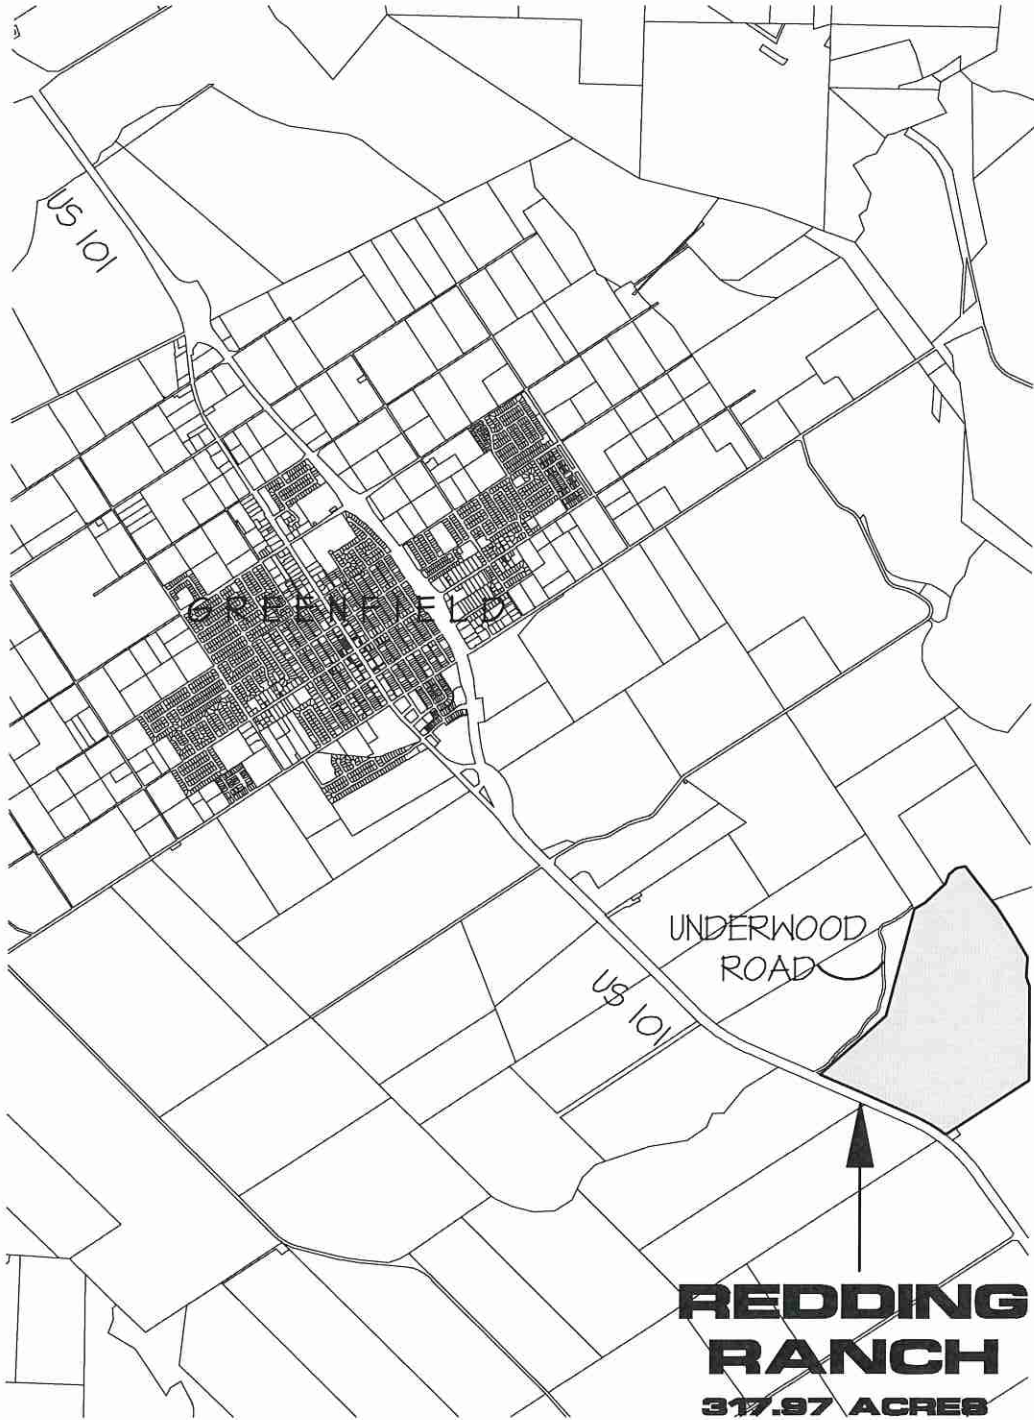 US 101
GREENFIELD
UNDERWOOD
ROAD
US 101
REDDING
RANCH
317.97 ACRES